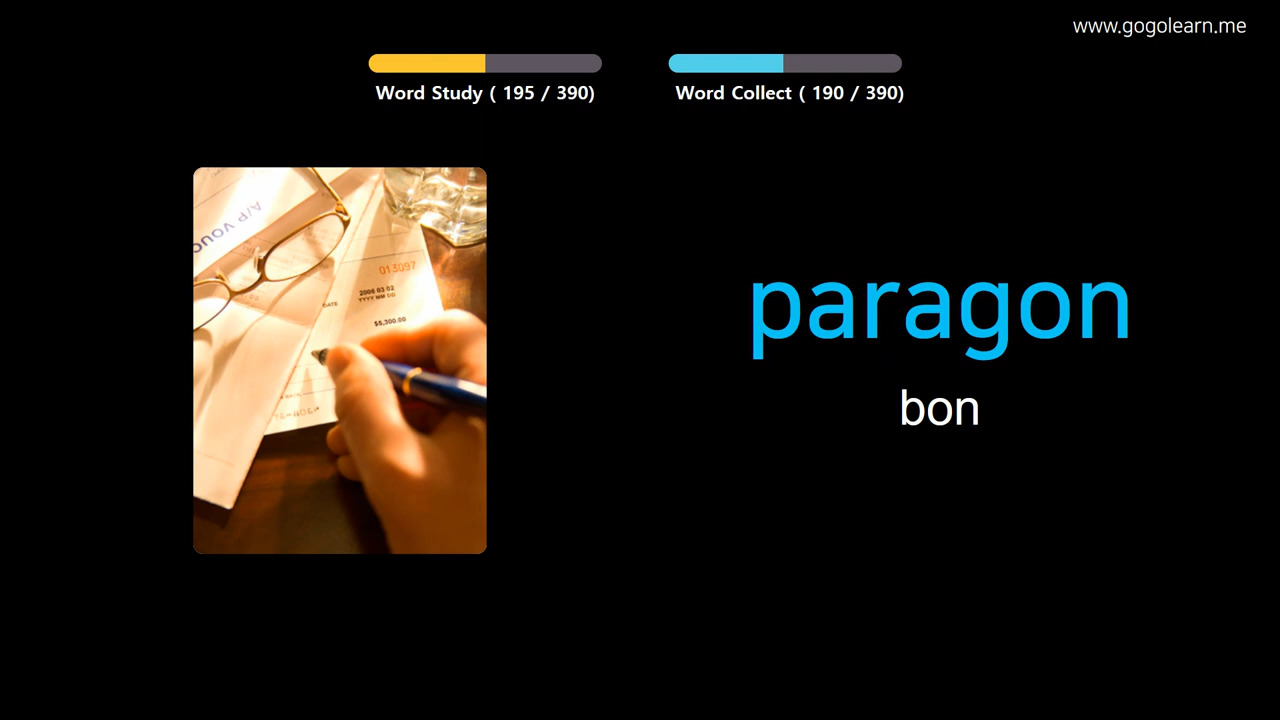 www.gogolearn.me
Word Study ( 195 / 390)
Word Collect ( 190 / 390)
A/P VOUC
013097
2006 03 02
YYYY MM DD
DATE
$5,300.00
paragon
bon